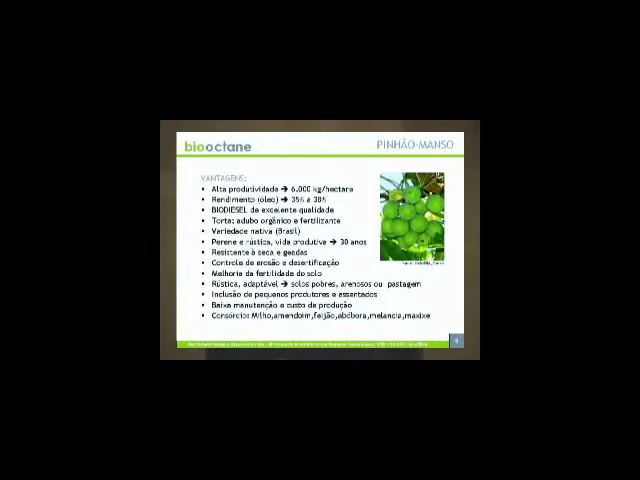 biooctane
PINHÃO-MANSO
VANTAGENS:
• Alta produtividade ➔ 6.000 kg/hectare
• Rendimento (óleo) ➔ 35% a 38%
• BIODIESEL de excelente qualidade
• Torta: adubo orgânico e fertilizante
• Variedade nativa (Brasil)
• Perene e rústica, vida produtiva ➔ 30 anos
• Resistente à seca e geadas
• Controle de erosão e desertificação
• Melhoria da fertilidade do solo
• Rústica, adaptável ➔ solos pobres, arenosos ou pastagem
• Inclusão de pequenos produtores e assentados
• Baixa manutenção e custo de produção
• Consórcio: Milho,amendoim,feijão,abóbora,melancia,maxixe